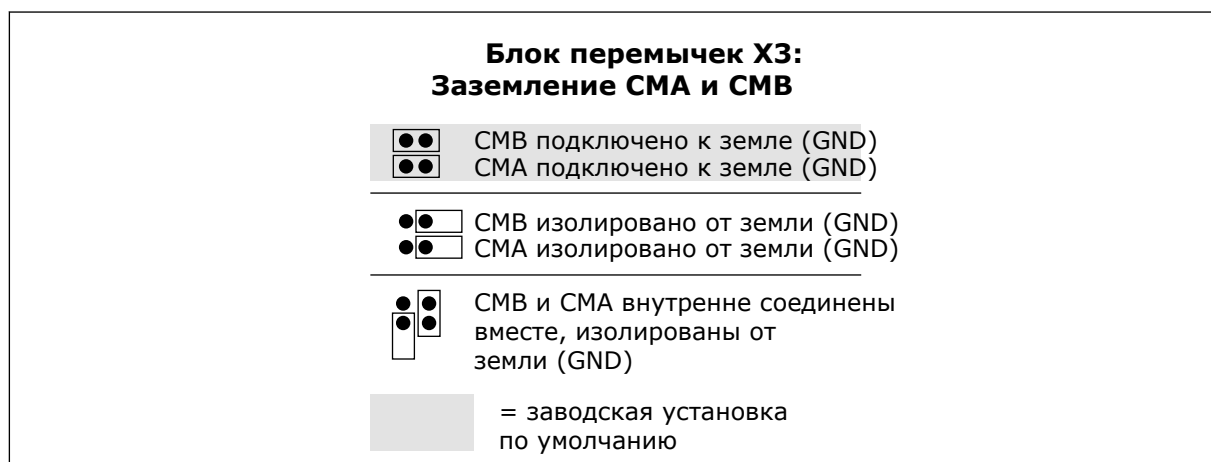 Блок перемычек X3:
Заземление CMA и CMB
CMB подключено к земле (GND)
CMA подключено к земле (GND)
CMB изолировано от земли (GND)
CMA изолировано от земли (GND)
CMB и CMA внутренне соединены
вместе, изолированы от
земли (GND)
= заводская установка
по умолчанию